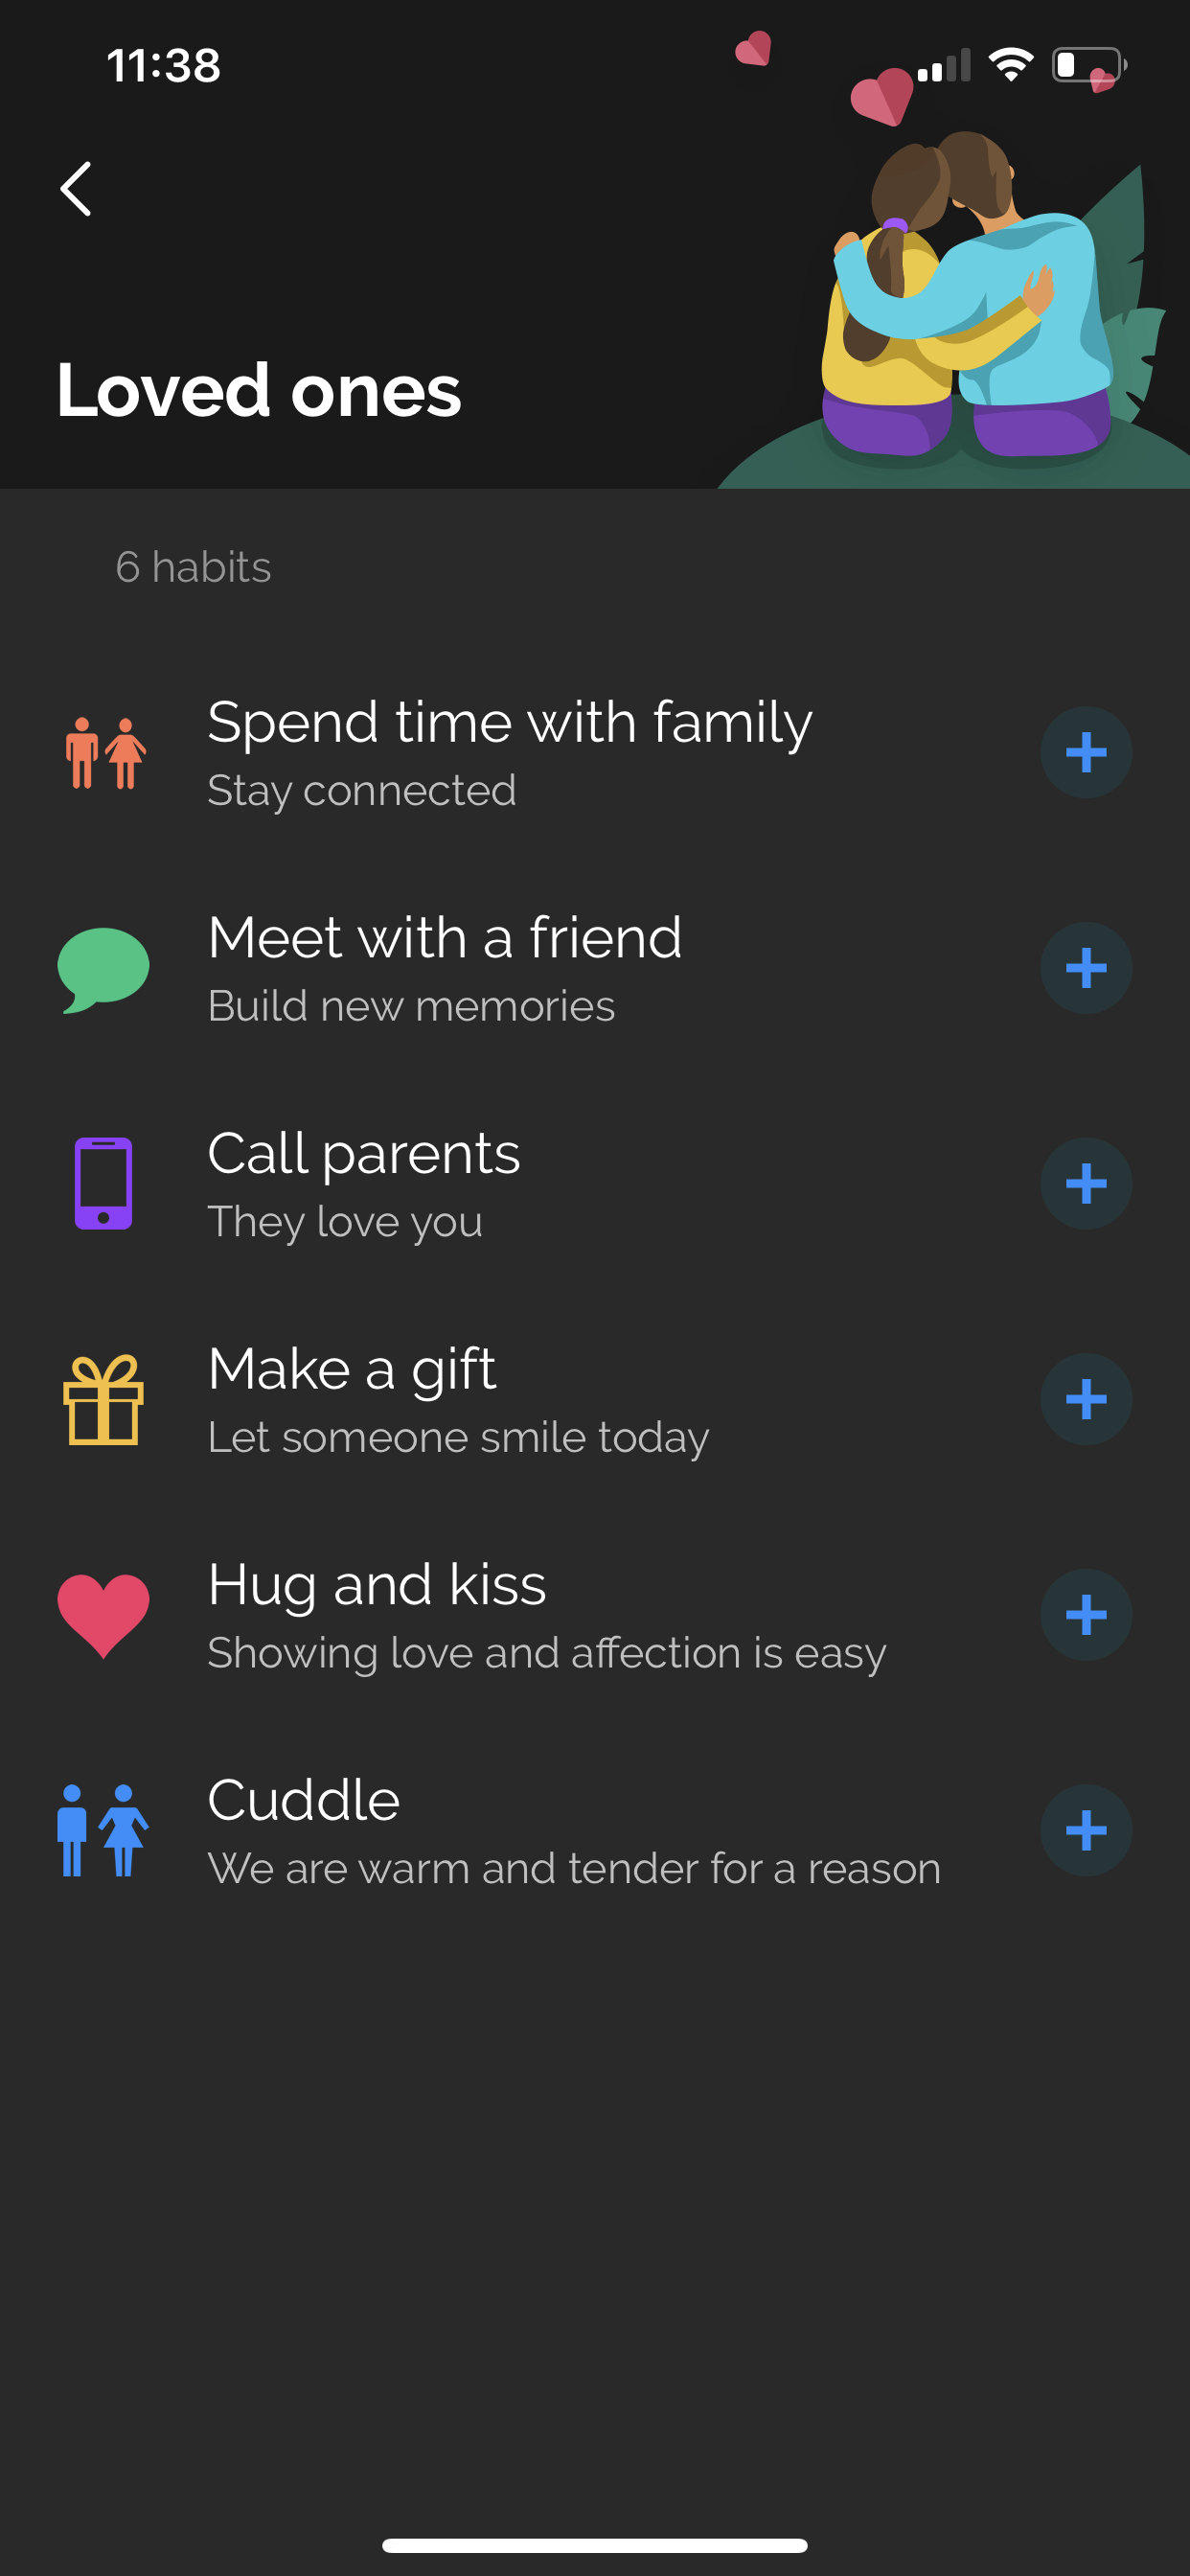 11:38
Loved ones
6 habits
Spend time with family
Stay connected
Meet with a friend
Build new memories
Call parents
They love you
Make a gift
Let someone smile today
Hug and kiss
Showing love and affection is easy
Cuddle
We are warm and tender for a reason